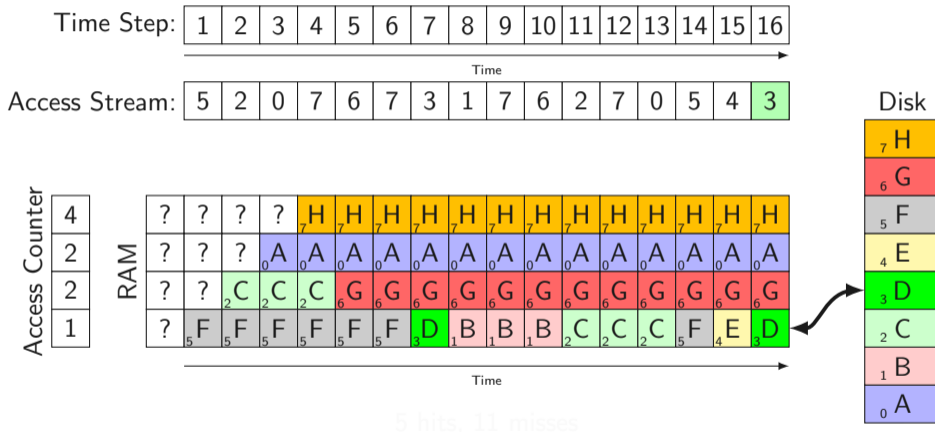 Time Step: 1 2 3 4 5 6 7 8 9 10 11 12 13 14 15 16
Time
Access Stream: 5 2 0 7 6 7 3 1 7 6 2 7 0 5 4 3
Disk
7 H
6 G
5 F
4 E
3 D
2 C
1 B
0 A
Access Counter
4
2
2
1
RAM
? ? ? ? 7 H 7 H 7 H 7 H 7 H 7 H 7 H 7 H 7 H 7 H 7 H 7 H 7 H
? ? ? 0 A 0 A 0 A 0 A 0 A 0 A 0 A 0 A 0 A 0 A 0 A 0 A 0 A 0 A
? ? 2 C 2 C 2 C 6 G 6 G 6 G 6 G 6 G 6 G 6 G 6 G 6 G 6 G 6 G 6 G
? 5 F 5 F 5 F 5 F 5 F 5 F 3 D 1 B 1 B 1 B 2 C 2 C 2 C 5 F 4 E 3 D
Time
5 hits, 11 misses